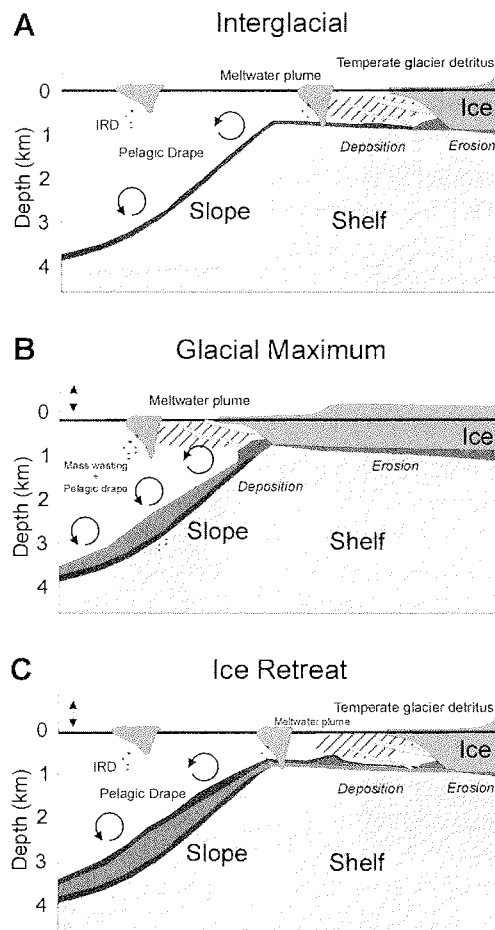 A
Interglacial
Temperate glacier detritus
Meltwater plume
0
1
2
3
4
Depth (km)
IRD
Pelagic Drape
Ice
Deposition
Erosion
Slope
Shelf
B
Glacial Maximum
Meltwater plume
0
1
2
3
4
Depth (km)
Mass wasting
+
Pelagic drape
Ice
Erosion
Deposition
Slope
Shelf
C
Ice Retreat
Temperate glacier detritus
Meltwater plume
0
1
2
3
4
Depth (km)
IRD
Pelagic Drape
Ice
Deposition
Erosion
Slope
Shelf